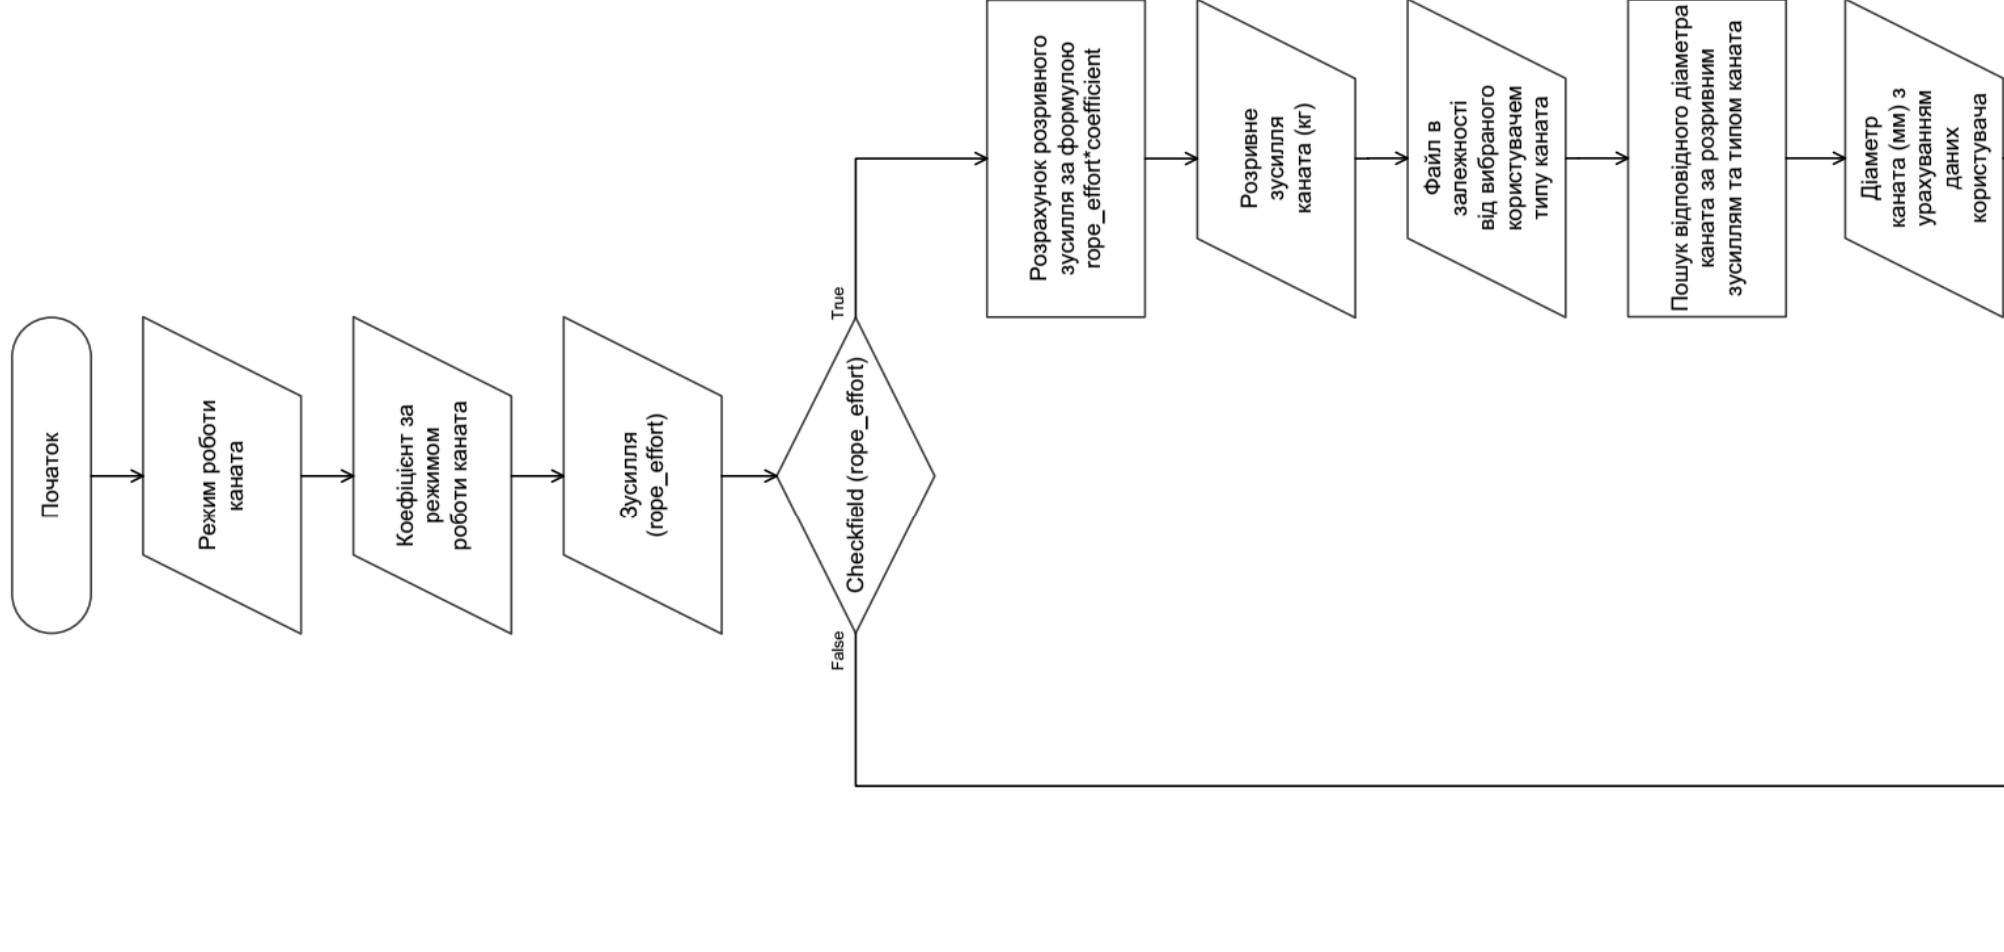 Початок
Режим роботи
каната
Коефіцієнт за
режимом
роботи каната
Зусилля
(rope_effort)
Checkfield (rope_effort)
True
False
Розрахунок розривного
зусилля за формулою
rope_effort*coefficient
Розривне
зусилля
каната (кг)
Файл в
залежності
від вибраного
користувачем
типу каната
Пошук відповідного діаметра
каната за розривним
зусиллям та типом каната
Діаметр
каната (мм) з
урахуванням
даних
користувача